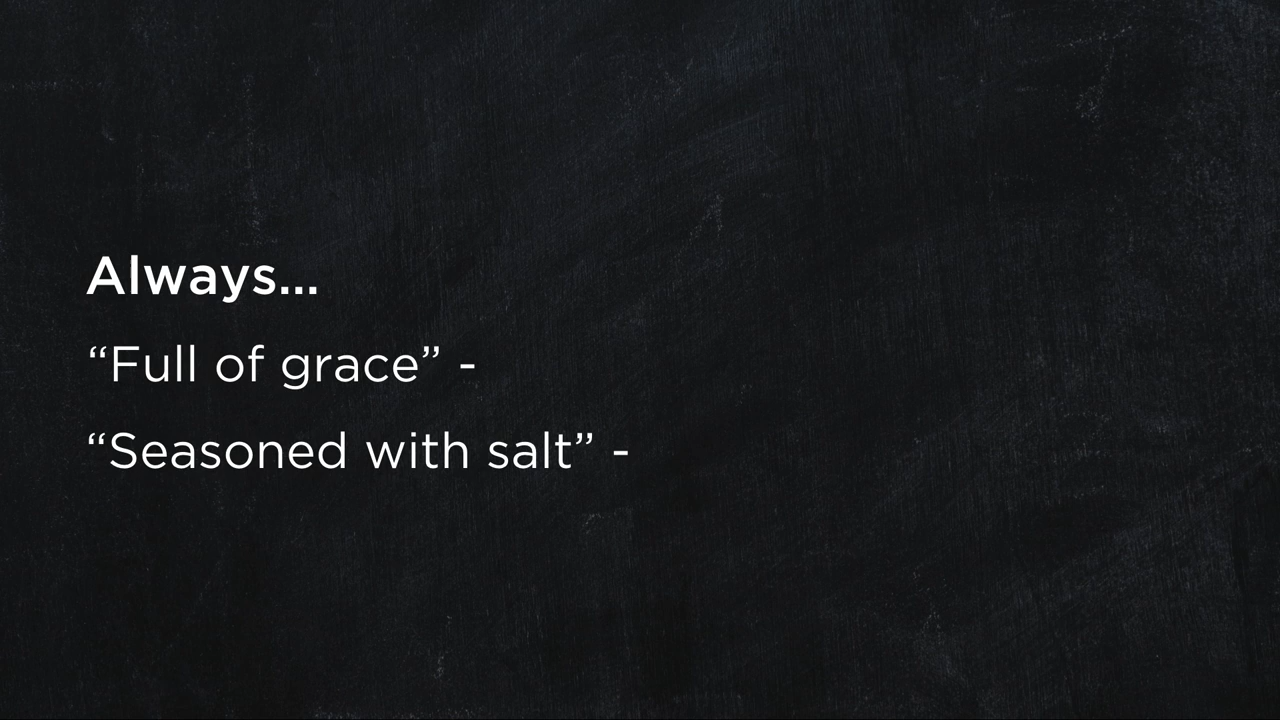 Always...
“Full of grace” -
“Seasoned with salt” -